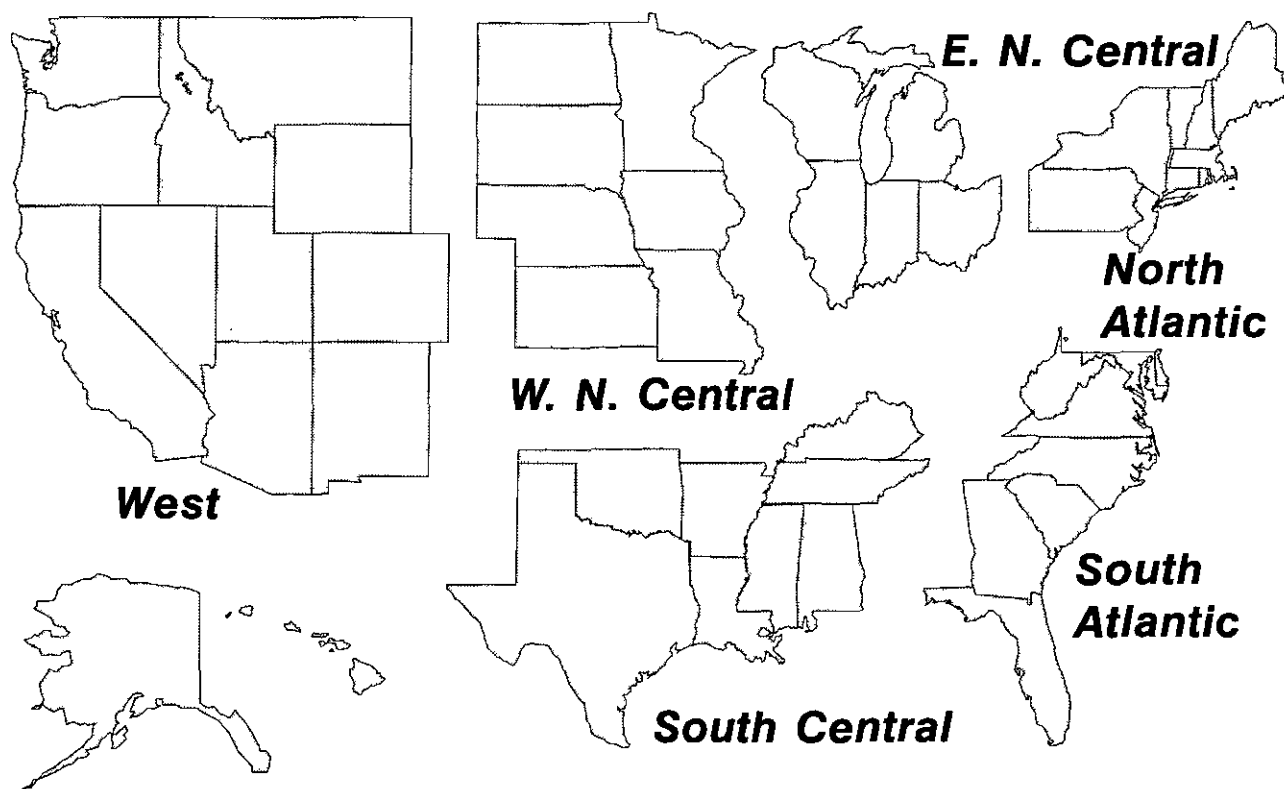 E. N. Central
North
Atlantic
W. N. Central
West
South
Atlantic
South Central